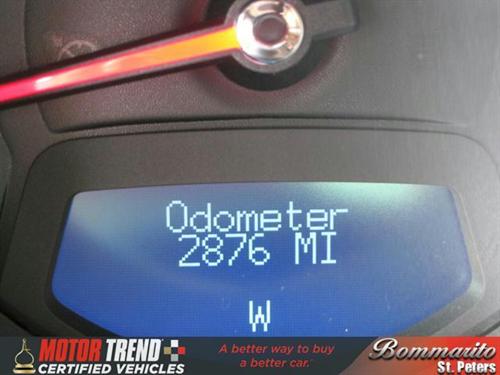 Odometer
2876 MI
W
MOTOR TREND
CERTIFIED VEHICLES
A better way to buy
a better car.
Bommarito
St. Peters